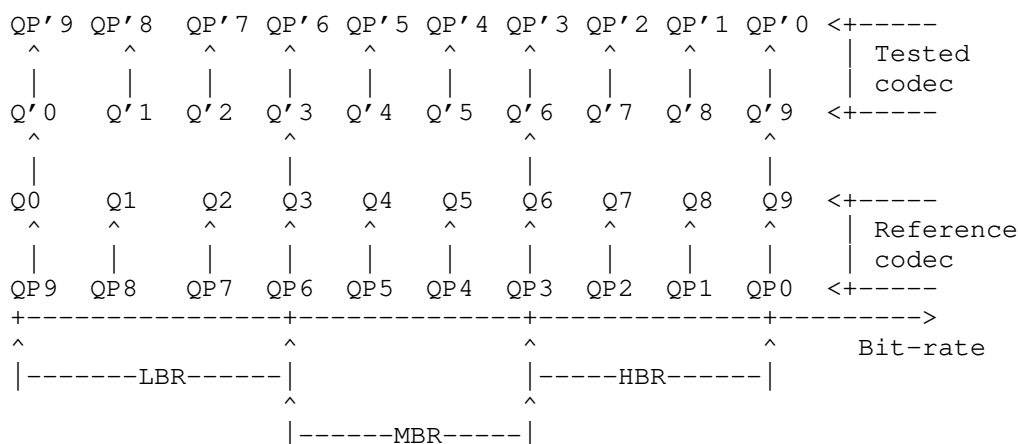 QP'9 QP'8 QP'7 QP'6 QP'5 QP'4 QP'3 QP'2 QP'1 QP'0 <+-----
^ ^ ^ ^ ^ ^ ^ ^ ^ ^ | Tested
| | | | | | | | | | | codec
Q'0 Q'1 Q'2 Q'3 Q'4 Q'5 Q'6 Q'7 Q'8 Q'9 <+-----
^ ^ ^ ^
| | | |
Q0 Q1 Q2 Q3 Q4 Q5 Q6 Q7 Q8 Q9 <+-----
^ ^ ^ ^ ^ ^ ^ ^ ^ ^ | Reference
| | | | | | | | | | | codec
QP9 QP8 QP7 QP6 QP5 QP4 QP3 QP2 QP1 QP0 <+-----
+----------------+--------------+--------------+--------->
^ ^ ^ ^ Bit-rate
|-------LBR------| |-----HBR------|
^ ^
|------MBR-----|